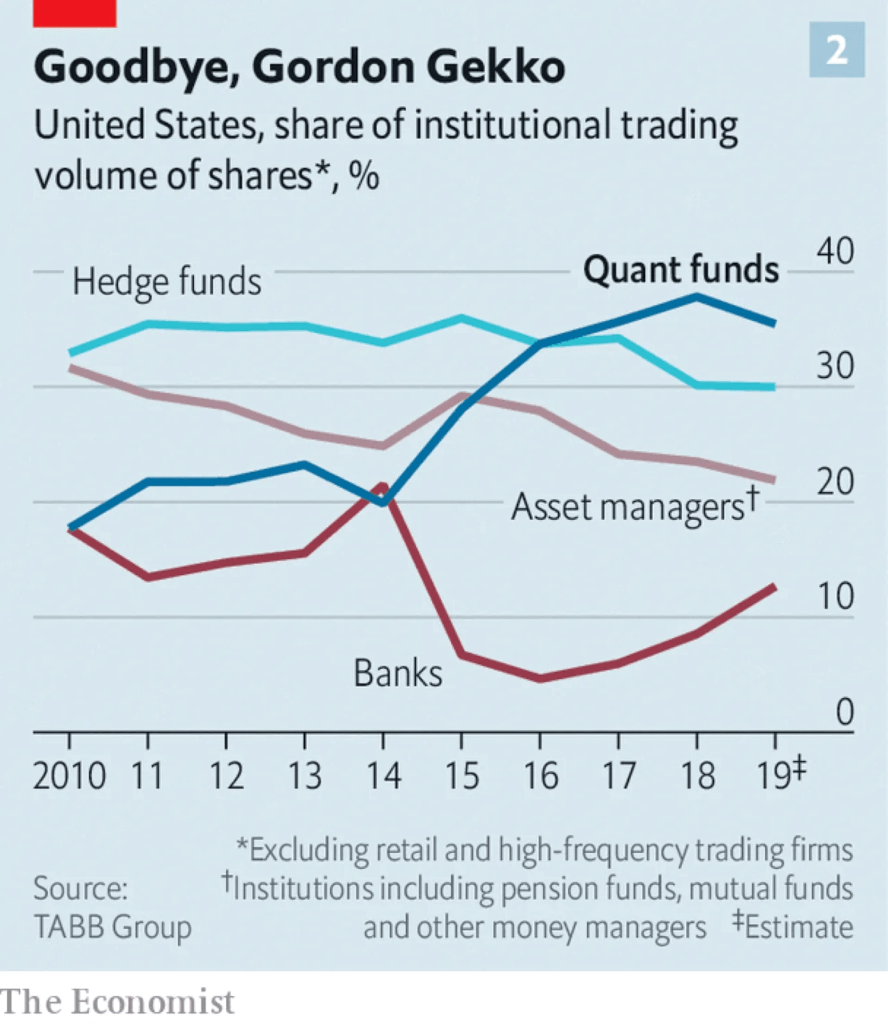 Goodbye, Gordon Gekko
2
United States, share of institutional trading
volume of shares*, %
40
Hedge funds
Quant funds
30
20
Asset managers†
10
Banks
0
2010 11 12 13 14 15 16 17 18 19‡
*Excluding retail and high-frequency trading firms
Source: †Institutions including pension funds, mutual funds
TABB Group and other money managers ‡Estimate
The Economist